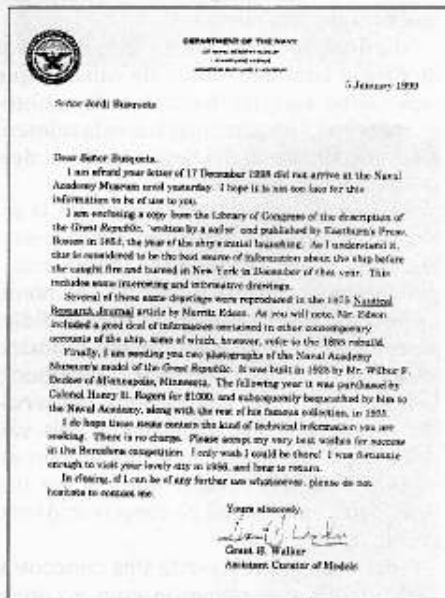 DEPARTMENT OF THE NAVY
5 January 1999
Señor Jordi Busquets
Dear Señor Busquets,
I am afraid your letter of 17 December 1998 did not arrive at the Naval
Academy Museum until yesterday. I hope it is not too late for this
information to be of use to you.
I am enclosing a copy from the Library of Congress of the description of
the Great Republic, "written by a sailor" and published by Eastburn's Press,
Boston in 1853, the year of the ship's initial launching. As I understand it,
this is considered to be the best source of information about the ship before
she caught fire and burned in New York in December of this year. This
includes some interesting and informative drawings.
Several of these same drawings were reproduced in the 1975 Nautical
Research Journal article by Merritt Edson. As you will note, Mr. Edson
included a good deal of information contained in other contemporary
accounts of the ship, some of which, however, refer to the 1855 rebuild.
Finally, I am sending you two photographs of the Naval Academy
Museum's model of the Great Republic. It was built in 1928 by Mr. Wilbur F.
of Minneapolis, Minnesota. The following year it was purchased by
Colonel Henry H. Rogers for $1000, and subsequently bequeathed by him to
the Naval Academy, along with the rest of his famous collection, in 1935.
I do hope these items contain the kind of information you are
seeking. There is no charge. Please accept my very best wishes for success
in the Barcelona competition. I only wish I could be there! I was fortunate
enough to visit your lovely city in 1986, and hope to return.
In closing, if I can be of any further use whatsoever, please do not
hesitate to contact me.
Yours sincerely,
Grant H. Walker
Assistant Curator of Models